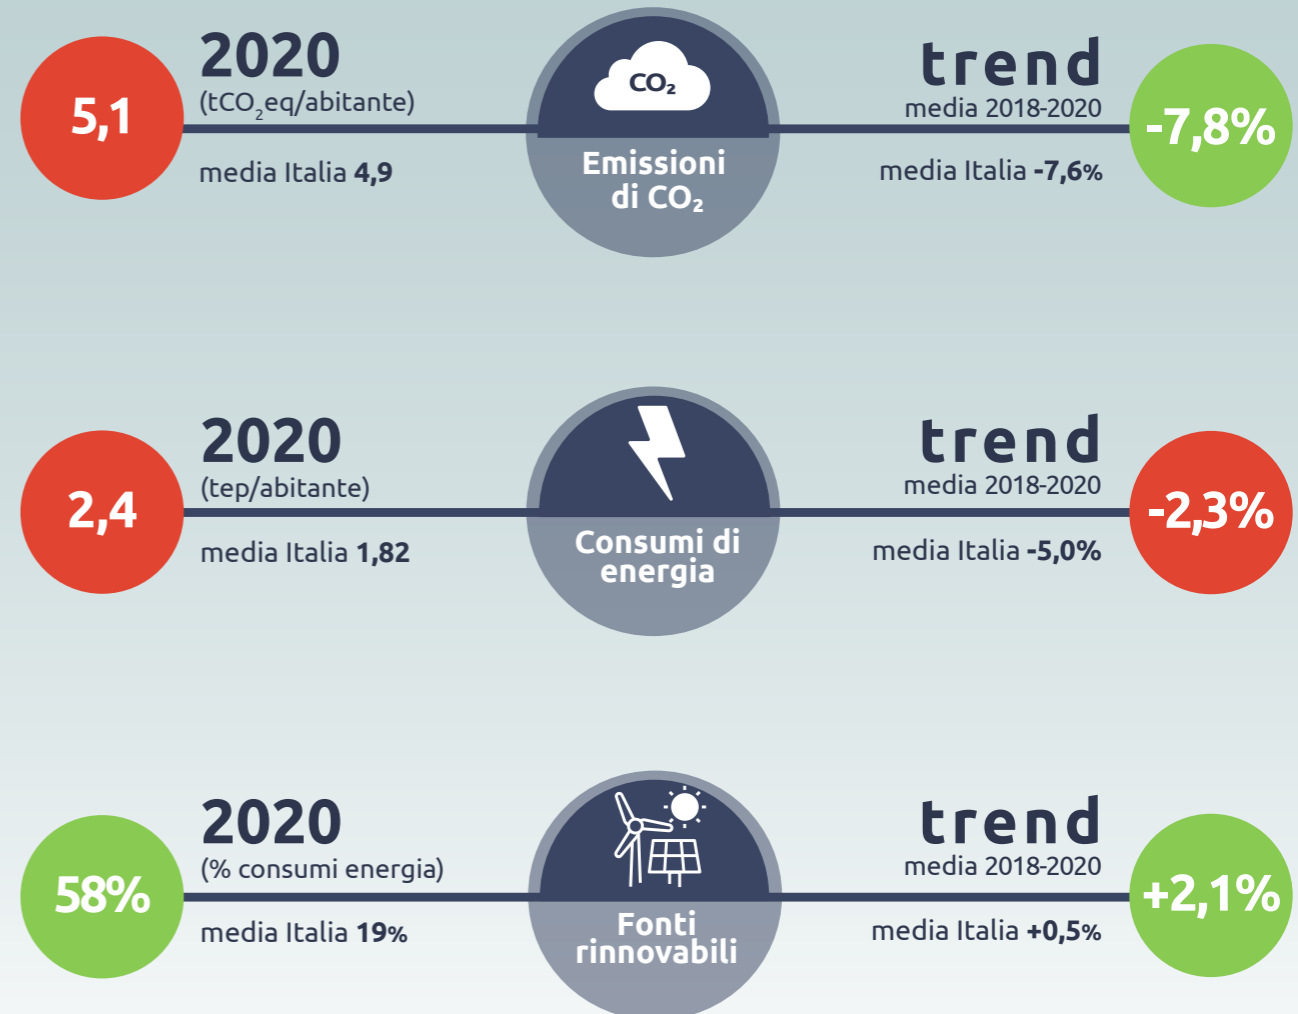 5,1
2020
(tCO₂eq/abitante)
media Italia 4,9
CO₂
Emissioni
di CO₂
trend
media 2018-2020
media Italia -7,6%
-7,8%
2,4
2020
(tep/abitante)
media Italia 1,82
Consumi di
energia
trend
media 2018-2020
media Italia -5,0%
-2,3%
58%
2020
(% consumi energia)
media Italia 19%
Fonti
rinnovabili
trend
media 2018-2020
media Italia +0,5%
+2,1%